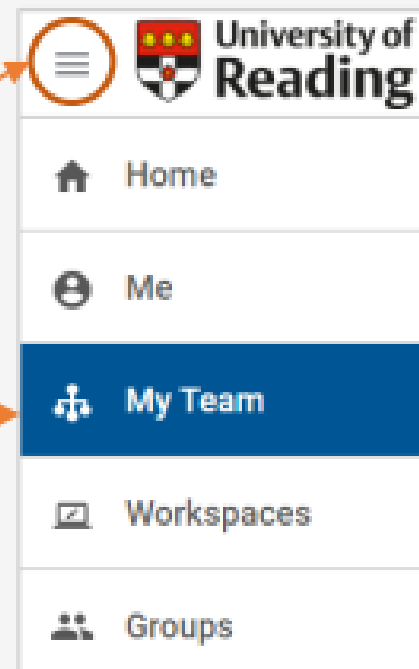 University of
Reading
Home
Me
My Team
Workspaces
Groups